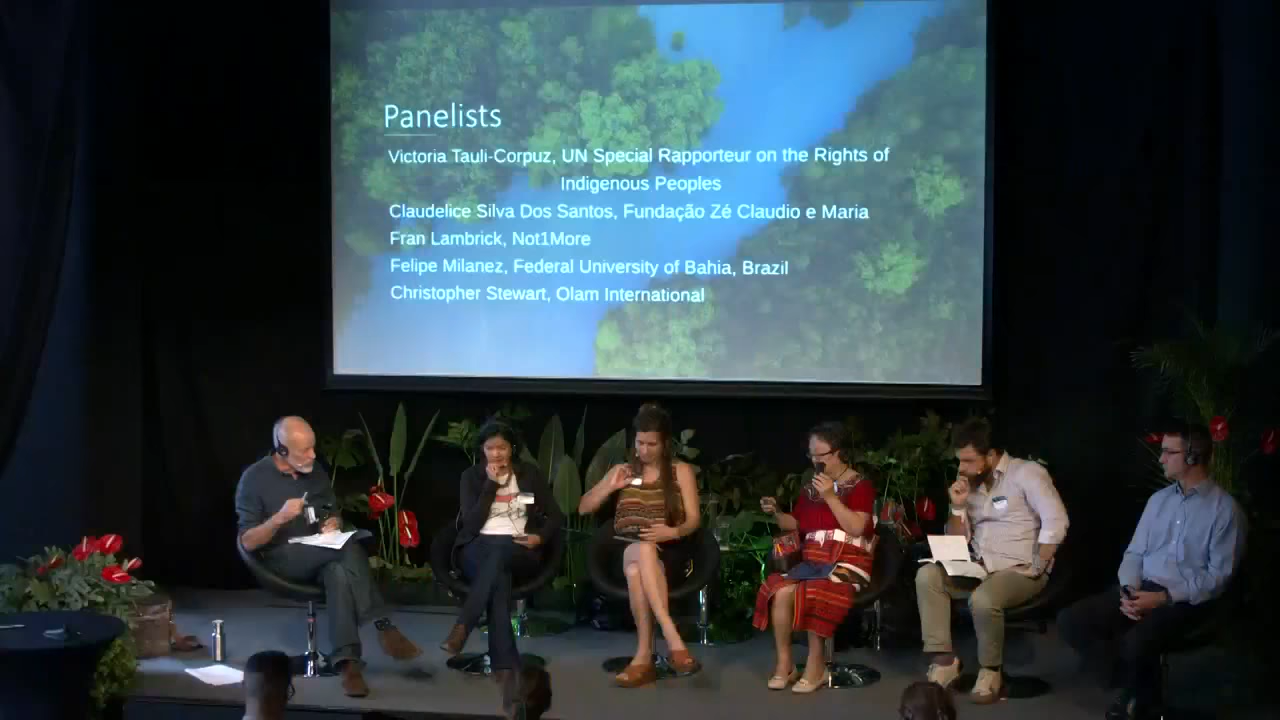 Panelists
Victoria Tauli-Corpuz, UN Special Rapporteur on the Rights of
Indigenous Peoples
Claudelice Silva Dos Santos, Fundação Zé Claudio e Maria
Fran Lambrick, Not1More
Felipe Milanez, Federal University of Bahia, Brazil
Christopher Stewart, Olam International